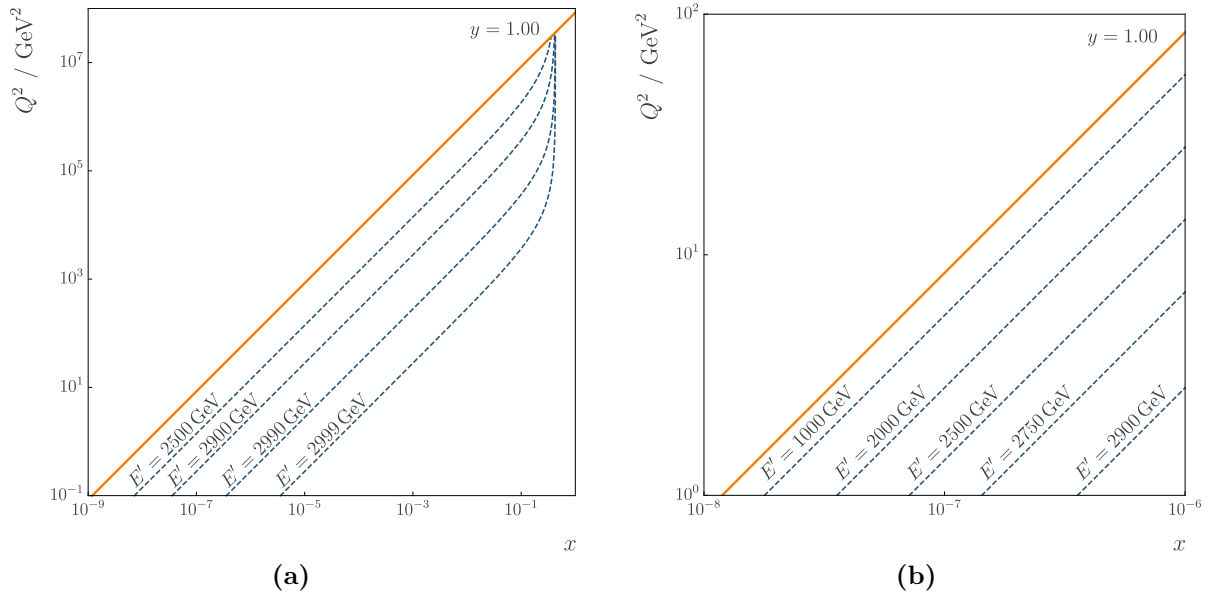 Q² / GeV²
10⁷
10⁵
10³
10¹
10⁻¹
y = 1.00
E′ = 2500 GeV
E′ = 2900 GeV
E′ = 2990 GeV
E′ = 2999 GeV
10⁻⁹
10⁻⁷
10⁻⁵
10⁻³
10⁻¹
x
(a)
Q² / GeV²
10²
10¹
10⁰
y = 1.00
E′ = 1000 GeV
E′ = 2000 GeV
E′ = 2500 GeV
E′ = 2750 GeV
E′ = 2900 GeV
10⁻⁸
10⁻⁷
10⁻⁶
x
(b)